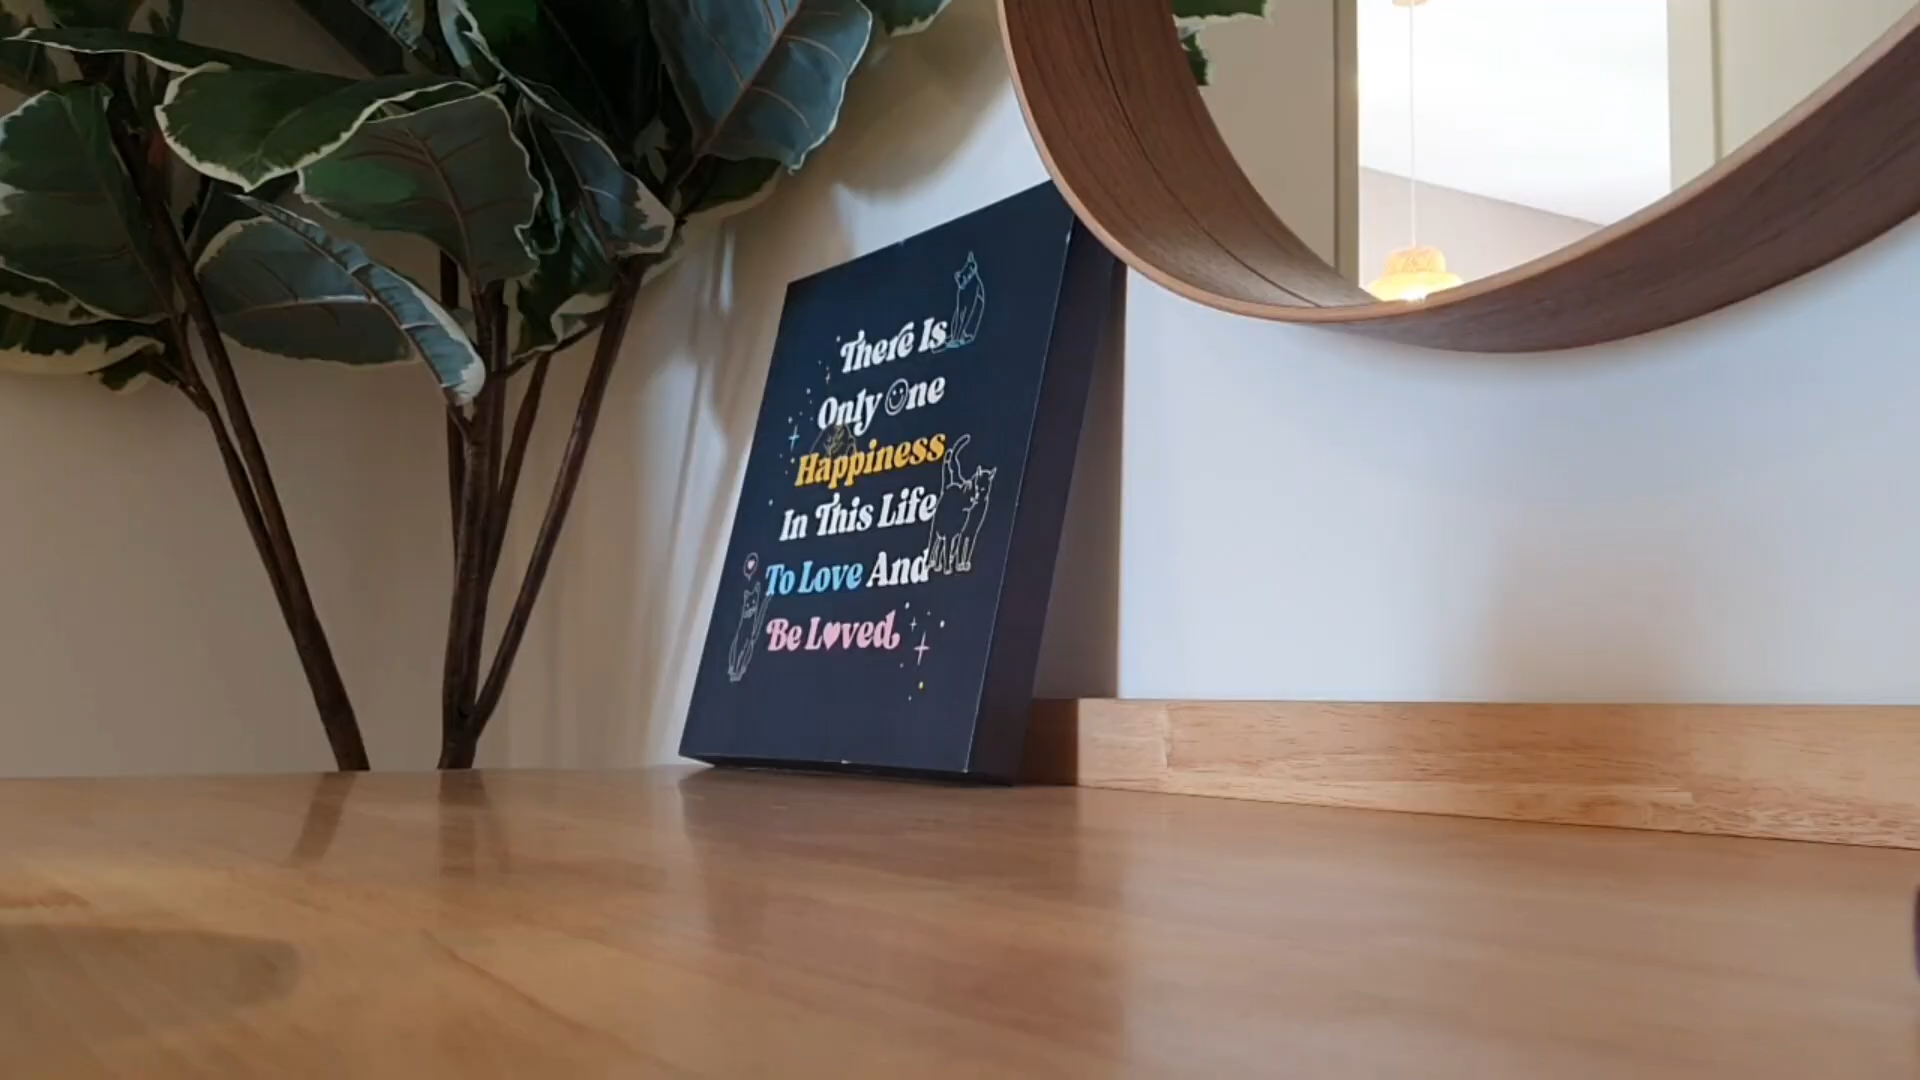 There Is
Only One
Happiness
In This Life
To Love And
Be Loved.